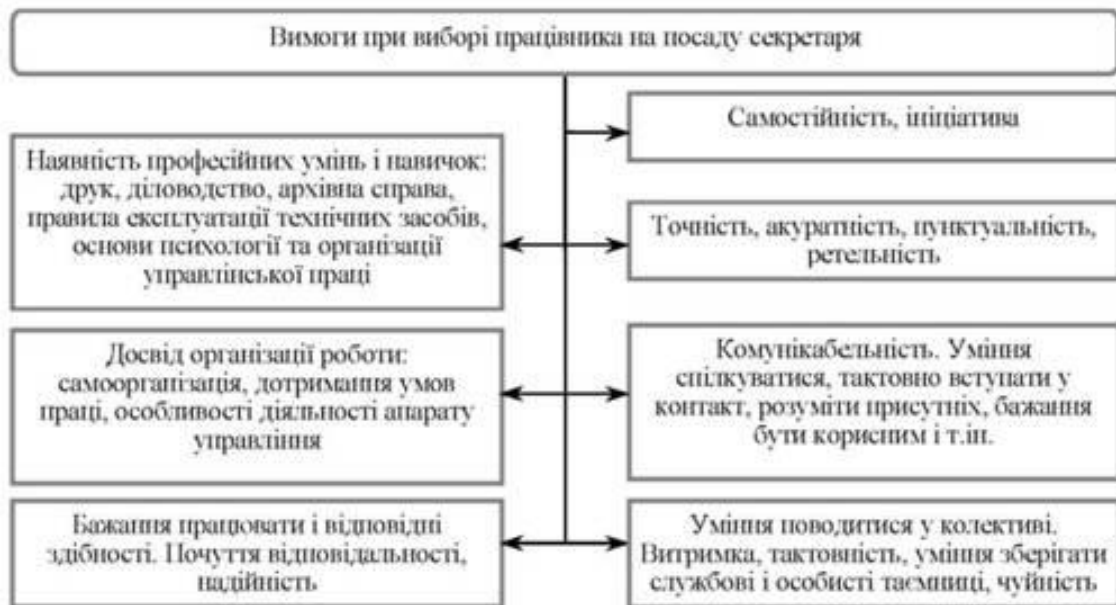 Вимоги при виборі працівника на посаду секретаря
Самостійність, ініціатива
Наявність професійних умінь і навичок:
друк, діловодство, архівна справа,
правила експлуатації технічних засобів,
основи психології та організації
управлінської праці
Точність, акуратність, пунктуальність,
ретельність
Досвід організації роботи:
самоорганізація, дотримання умов
праці, особливості діяльності апарату
управління
Комунікабельність. Уміння
спілкуватися, тактовно вступати у
контакт, розуміти присутніх, бажання
бути корисним і т.ін.
Бажання працювати і відповідні
здібності. Почуття відповідальності,
надійність
Уміння поводитися у колективі.
Витримка, тактовність, уміння зберігати
службові і особисті таємниці, чуйність